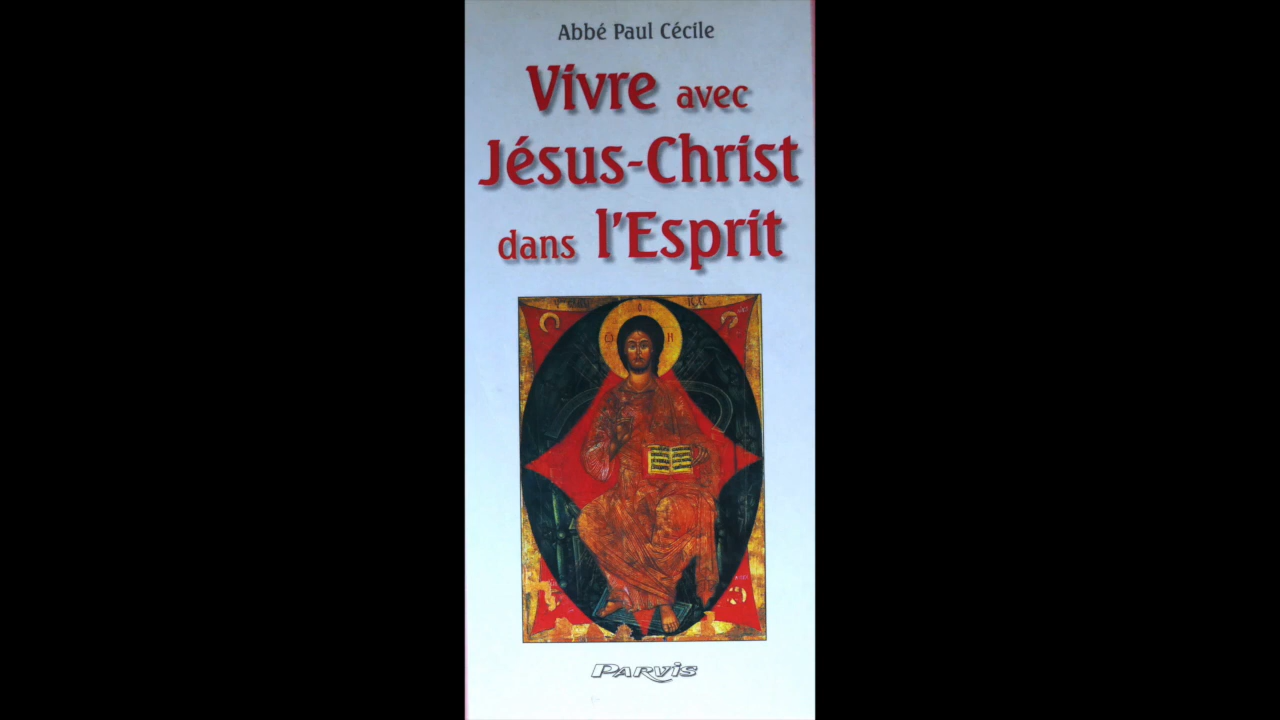 Abbé Paul Cécile
Vivre avec
Jésus-Christ
dans l'Esprit
PARVIS